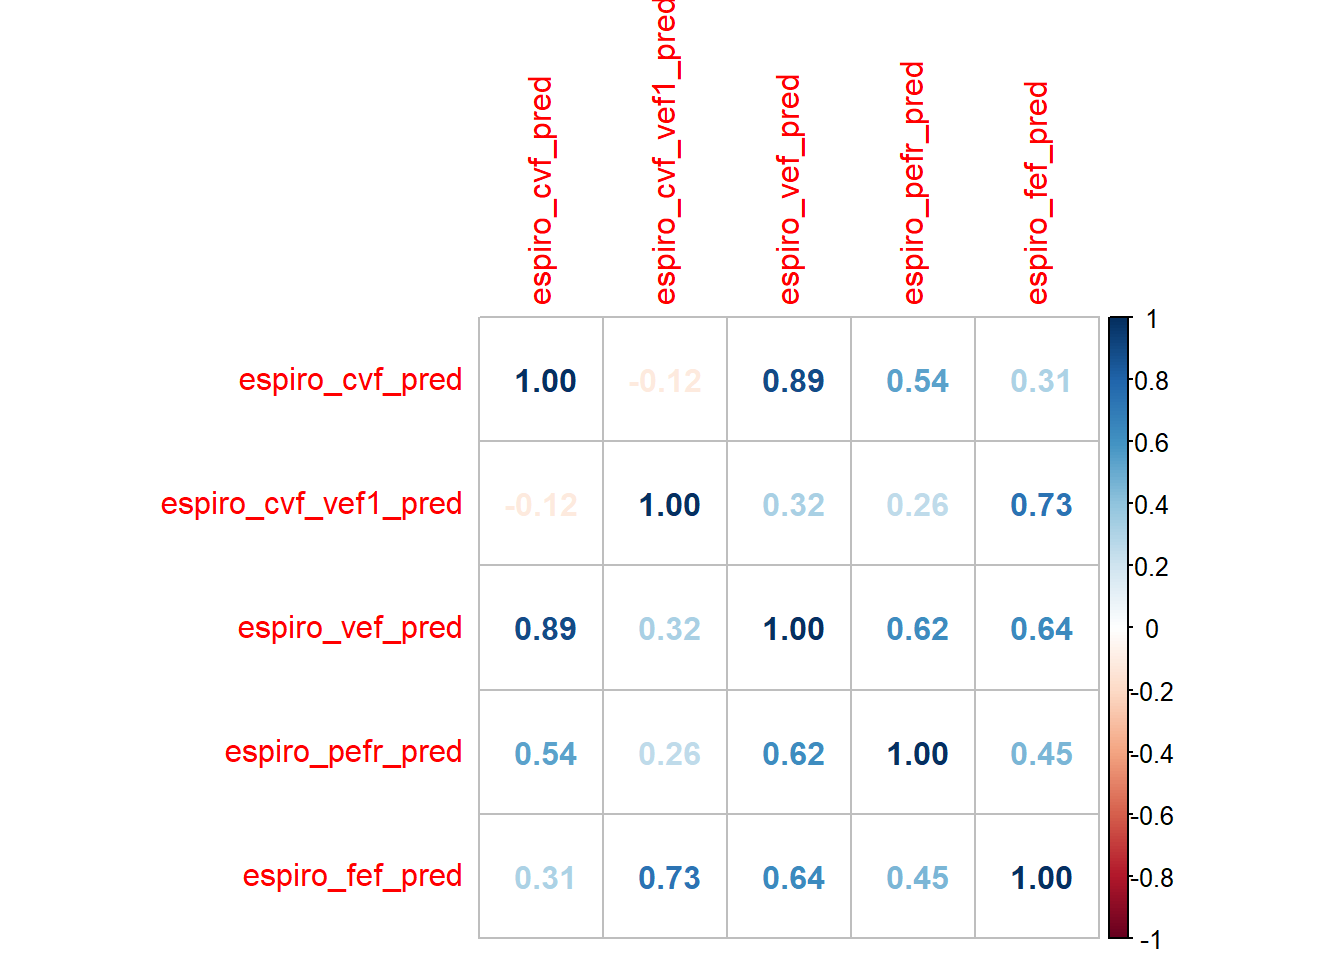 espiro_cvf_pred
espiro_cvf_vef1_pred
espiro_vef_pred
espiro_pefr_pred
espiro_fef_pred
espiro_cvf_pred 1.00 -0.12 0.89 0.54 0.31
espiro_cvf_vef1_pred -0.12 1.00 0.32 0.26 0.73
espiro_vef_pred 0.89 0.32 1.00 0.62 0.64
espiro_pefr_pred 0.54 0.26 0.62 1.00 0.45
espiro_fef_pred 0.31 0.73 0.64 0.45 1.00
1
0.8
0.6
0.4
0.2
0
-0.2
-0.4
-0.6
-0.8
-1